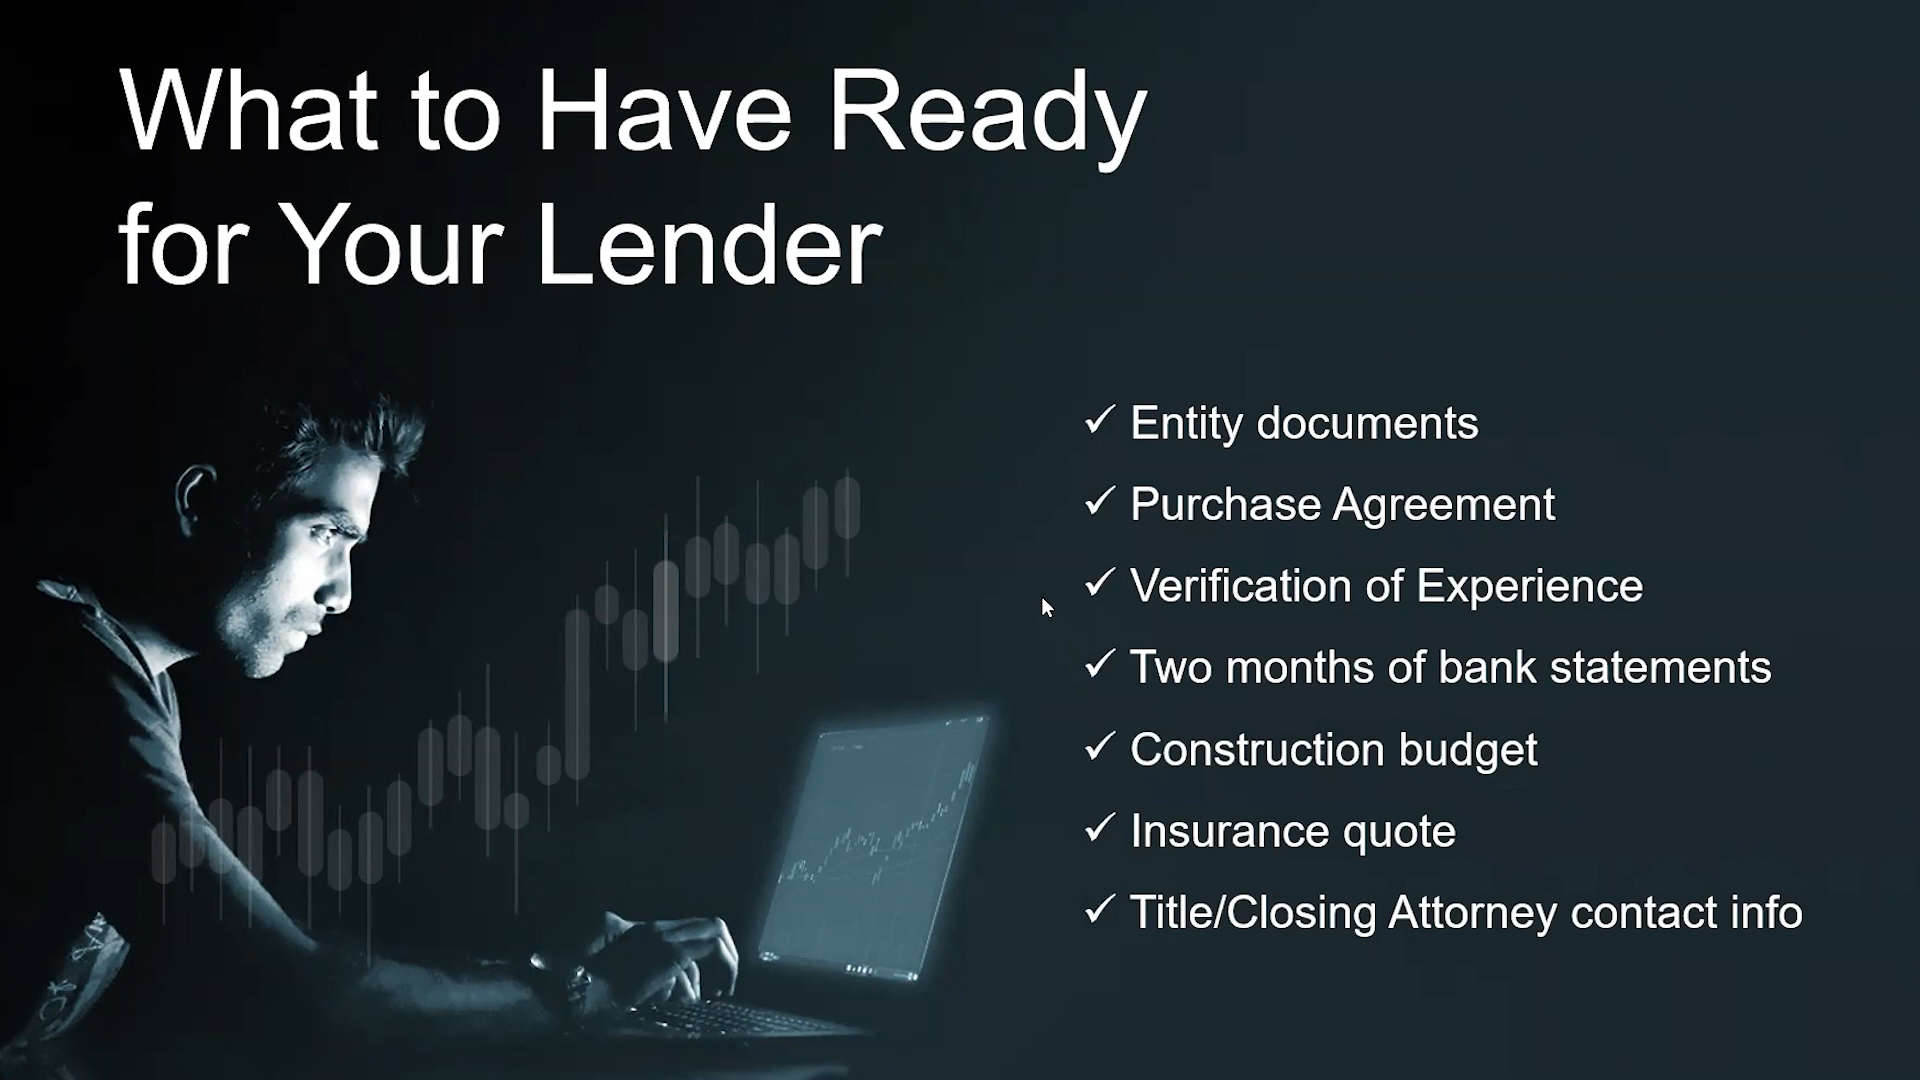 What to Have Ready
for Your Lender
✓ Entity documents
✓ Purchase Agreement
✓ Verification of Experience
✓ Two months of bank statements
✓ Construction budget
✓ Insurance quote
✓ Title/Closing Attorney contact info